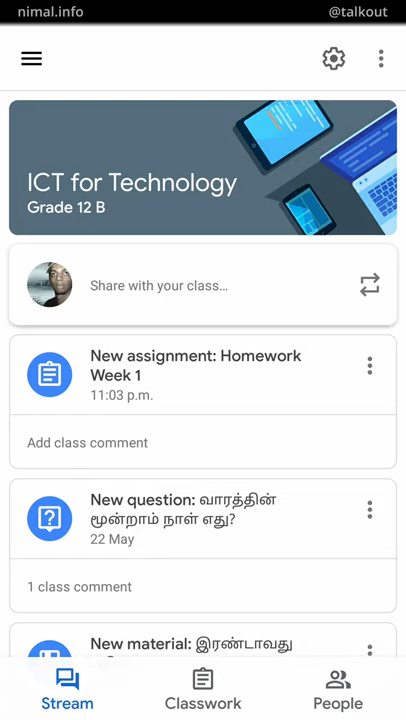 nimal.info
@talkout
ICT for Technology
Grade 12 B
Share with your class...
New assignment: Homework
Week 1
11:03 p.m.
Add class comment
New question: வாரத்தின்
மூன்றாம் நாள் எது?
22 May
1 class comment
New material: இரண்டாவது
Stream
Classwork
People